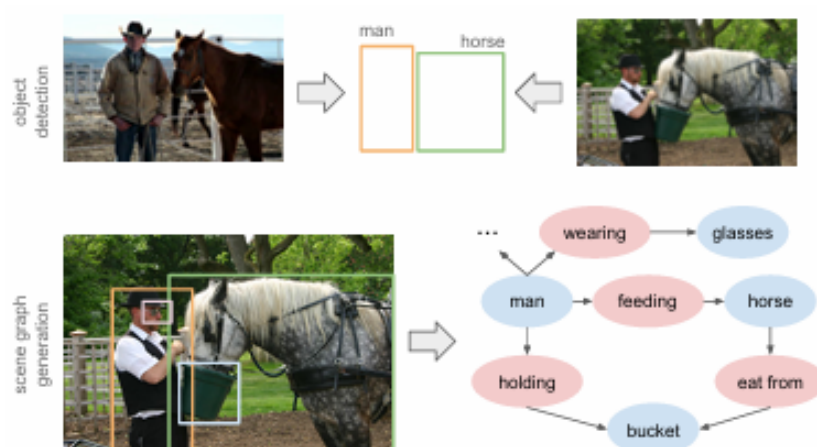 object
detection
man
horse
scene graph
generation
...
wearing
glasses
man
feeding
horse
holding
eat from
bucket